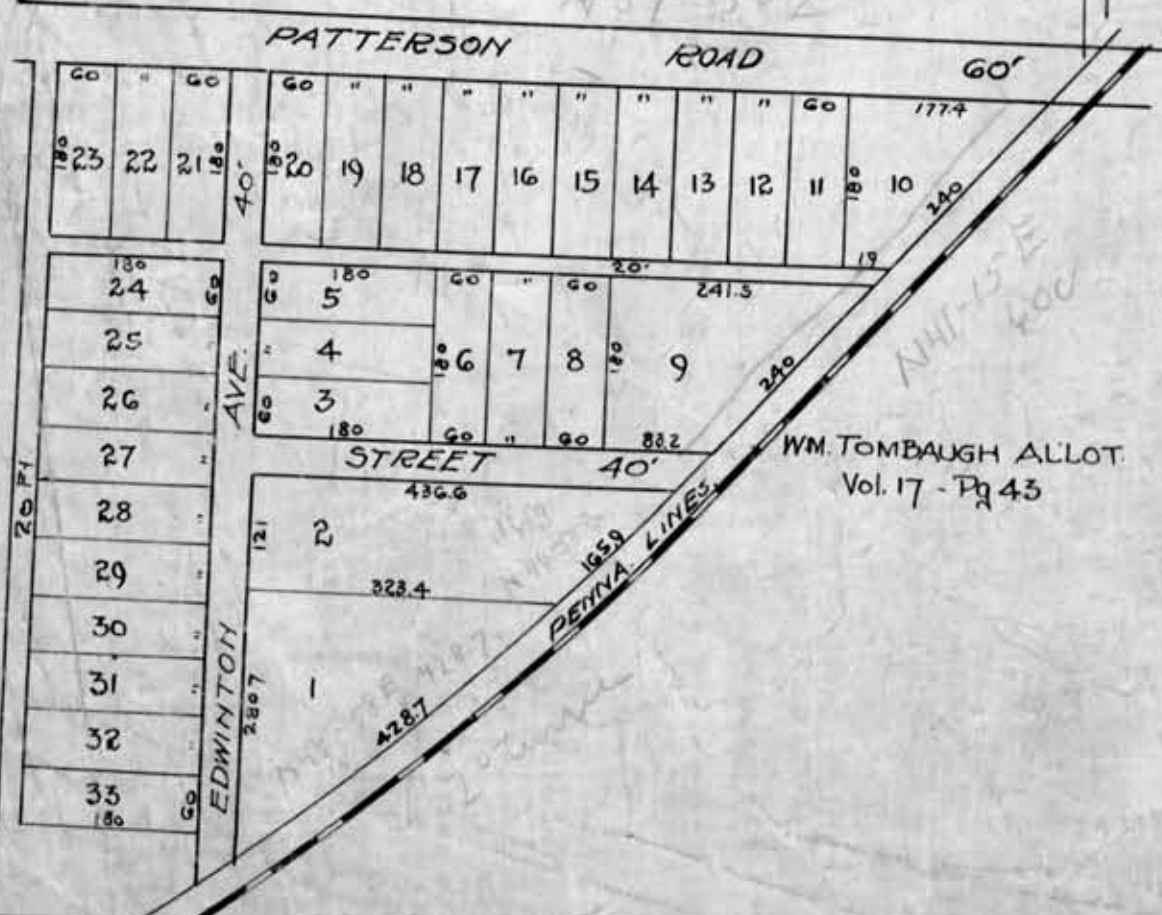 PATTERSON ROAD 60'
60 " 60 60 " " " " " " " " 60 177.4
180 23 22 21 180 40' 180 20 19 18 17 16 15 14 13 12 11 180 10 240
20' 19
180 180 60 " 60 241.5
24 60 60 5
25 " " 4 180 6 7 8 180 9 240
26 " 60 3
180 60 " 60 88.2
AVE.
27 "
STREET 40'
WM. TOMBAUGH ALLOT.
Vol. 17 - Pg 43
N41-15 E
400
436.6
20 Ft
28 " 121 2 165.9
29 "
323.4
PENNA. LINES.
30 "
31 " 280.7 1
428.7
32 "
33 60
180
EDWINTON